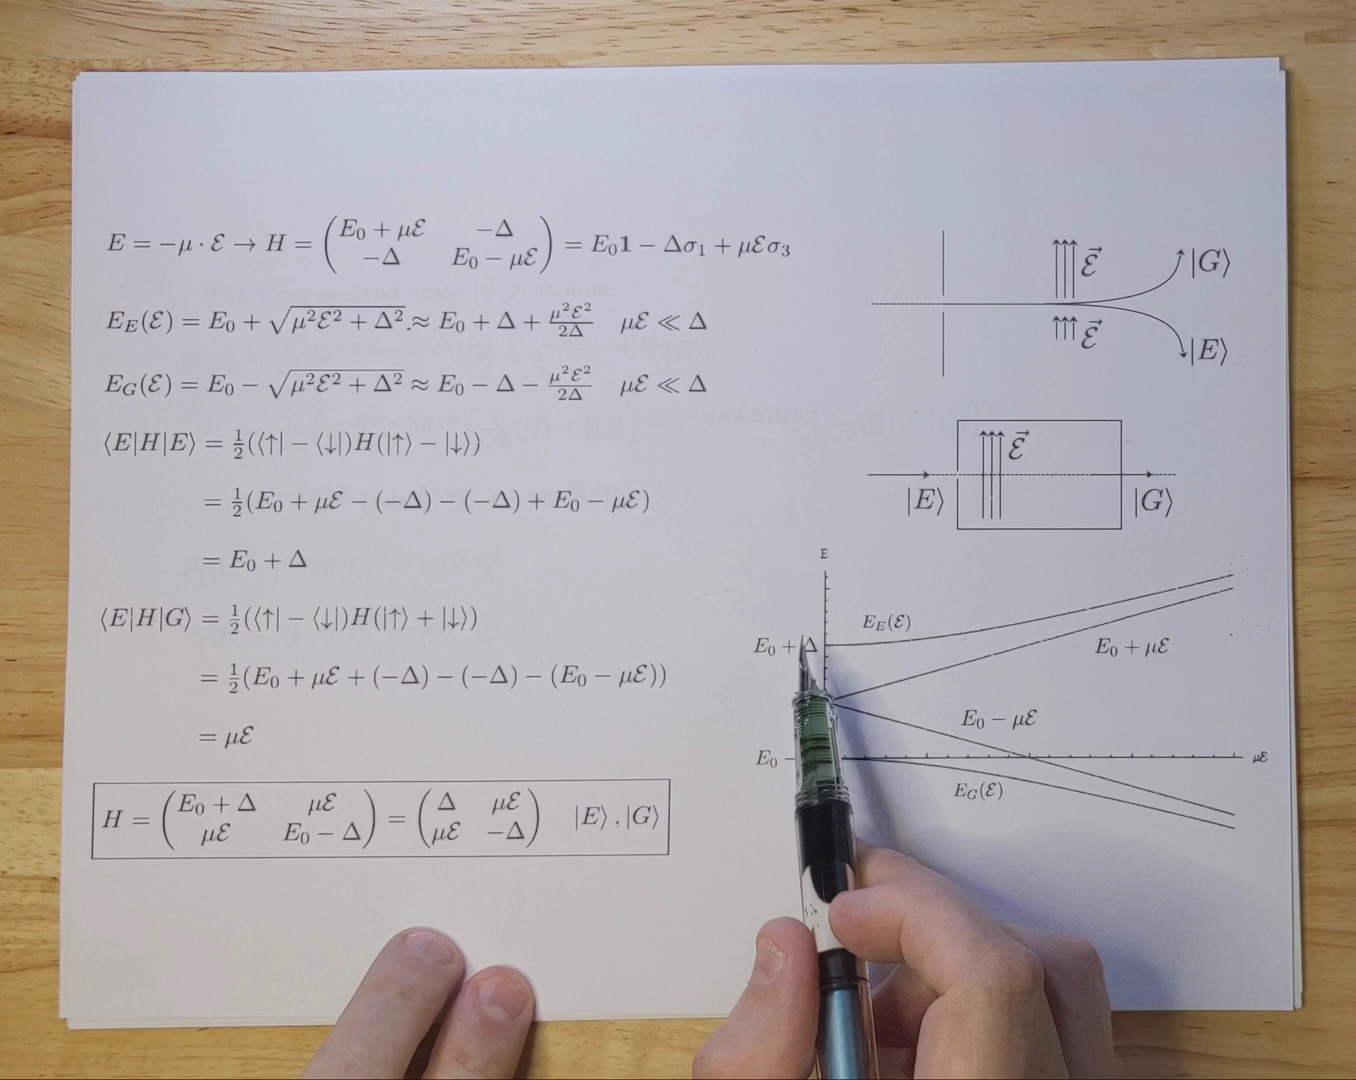 E = −μ · ℰ → H = ( E₀ + μℰ  −Δ ; −Δ  E₀ − μℰ ) = E₀𝟏 − Δσ₁ + μℰσ₃
E_E(ℰ) = E₀ + √(μ²ℰ² + Δ²) ≈ E₀ + Δ + μ²ℰ²/2Δ  μℰ ≪ Δ
E_G(ℰ) = E₀ − √(μ²ℰ² + Δ²) ≈ E₀ − Δ − μ²ℰ²/2Δ  μℰ ≪ Δ
⟨E|H|E⟩ = ½(⟨↑| − ⟨↓|)H(|↑⟩ − |↓⟩)
= ½(E₀ + μℰ − (−Δ) − (−Δ) + E₀ − μℰ)
= E₀ + Δ
⟨E|H|G⟩ = ½(⟨↑| − ⟨↓|)H(|↑⟩ + |↓⟩)
= ½(E₀ + μℰ + (−Δ) − (−Δ) − (E₀ − μℰ))
= μℰ
H = ( E₀ + Δ  μℰ ; μℰ  E₀ − Δ ) = ( Δ  μℰ ; μℰ  −Δ )  |E⟩ , |G⟩
ℰ⃗
|G⟩
ℰ⃗
|E⟩
ℰ⃗
|E⟩
|G⟩
E
E_E(ℰ)
E₀ + Δ
E₀ + μℰ
E₀ − μℰ
E₀
μℰ
E_G(ℰ)